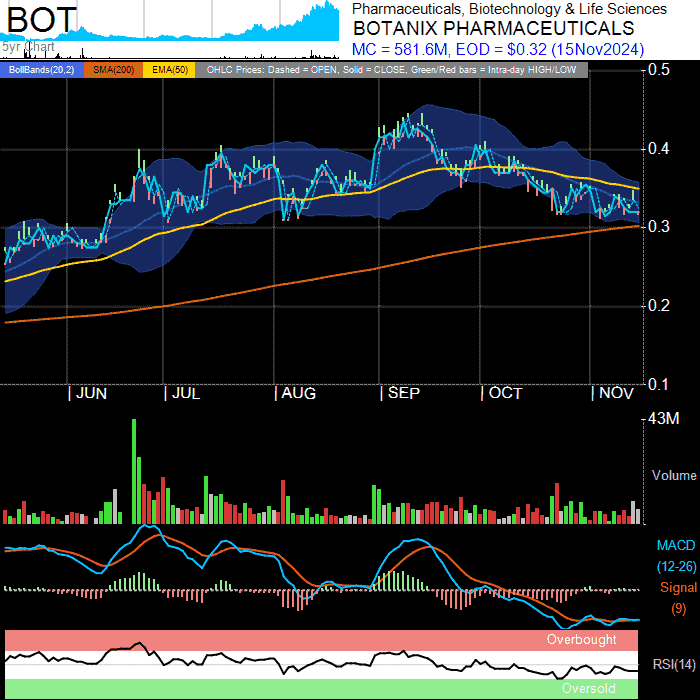 BOT
5yr Chart
Pharmaceuticals, Biotechnology & Life Sciences
BOTANIX PHARMACEUTICALS
MC = 581.6M, EOD = $0.32 (15Nov2024)
BollBands(20,2) SMA(200) EMA(50) OHLC Prices: Dashed = OPEN, Solid = CLOSE, Green/Red bars = Intra-day HIGH/LOW
0.5
0.4
0.3
0.2
0.1
JUN JUL AUG SEP OCT NOV
43M
Volume
MACD
(12-26)
Signal
(9)
Overbought
RSI(14)
Oversold